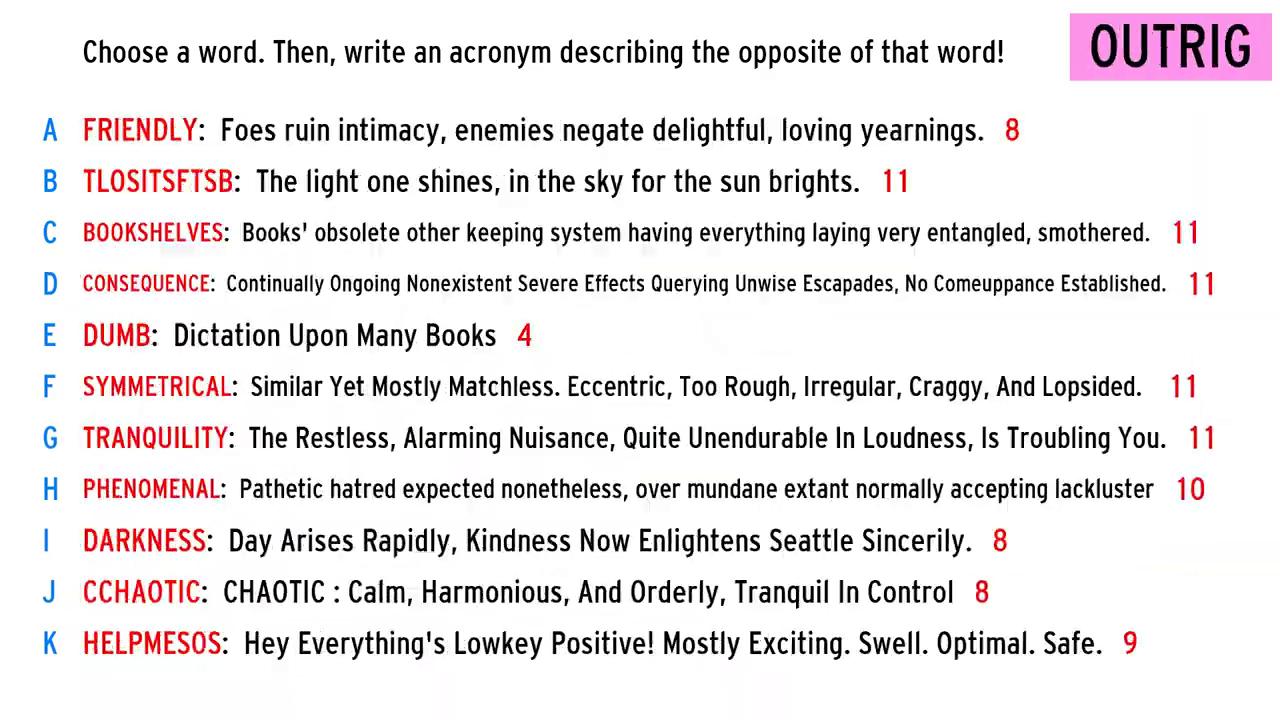 Choose a word. Then, write an acronym describing the opposite of that word!
OUTRIG
A FRIENDLY: Foes ruin intimacy, enemies negate delightful, loving yearnings. 8
B TLOSITSFTSB: The light one shines, in the sky for the sun brights. 11
C BOOKSHELVES: Books' obsolete other keeping system having everything laying very entangled, smothered. 11
D CONSEQUENCE: Continually Ongoing Nonexistent Severe Effects Querying Unwise Escapades, No Comeuppance Established. 11
E DUMB: Dictation Upon Many Books 4
F SYMMETRICAL: Similar Yet Mostly Matchless. Eccentric, Too Rough, Irregular, Craggy, And Lopsided. 11
G TRANQUILITY: The Restless, Alarming Nuisance, Quite Unendurable In Loudness, Is Troubling You. 11
H PHENOMENAL: Pathetic hatred expected nonetheless, over mundane extant normally accepting lackluster 10
I DARKNESS: Day Arises Rapidly, Kindness Now Enlightens Seattle Sincerily. 8
J CCHAOTIC: CHAOTIC : Calm, Harmonious, And Orderly, Tranquil In Control 8
K HELPMESOS: Hey Everything's Lowkey Positive! Mostly Exciting. Swell. Optimal. Safe. 9